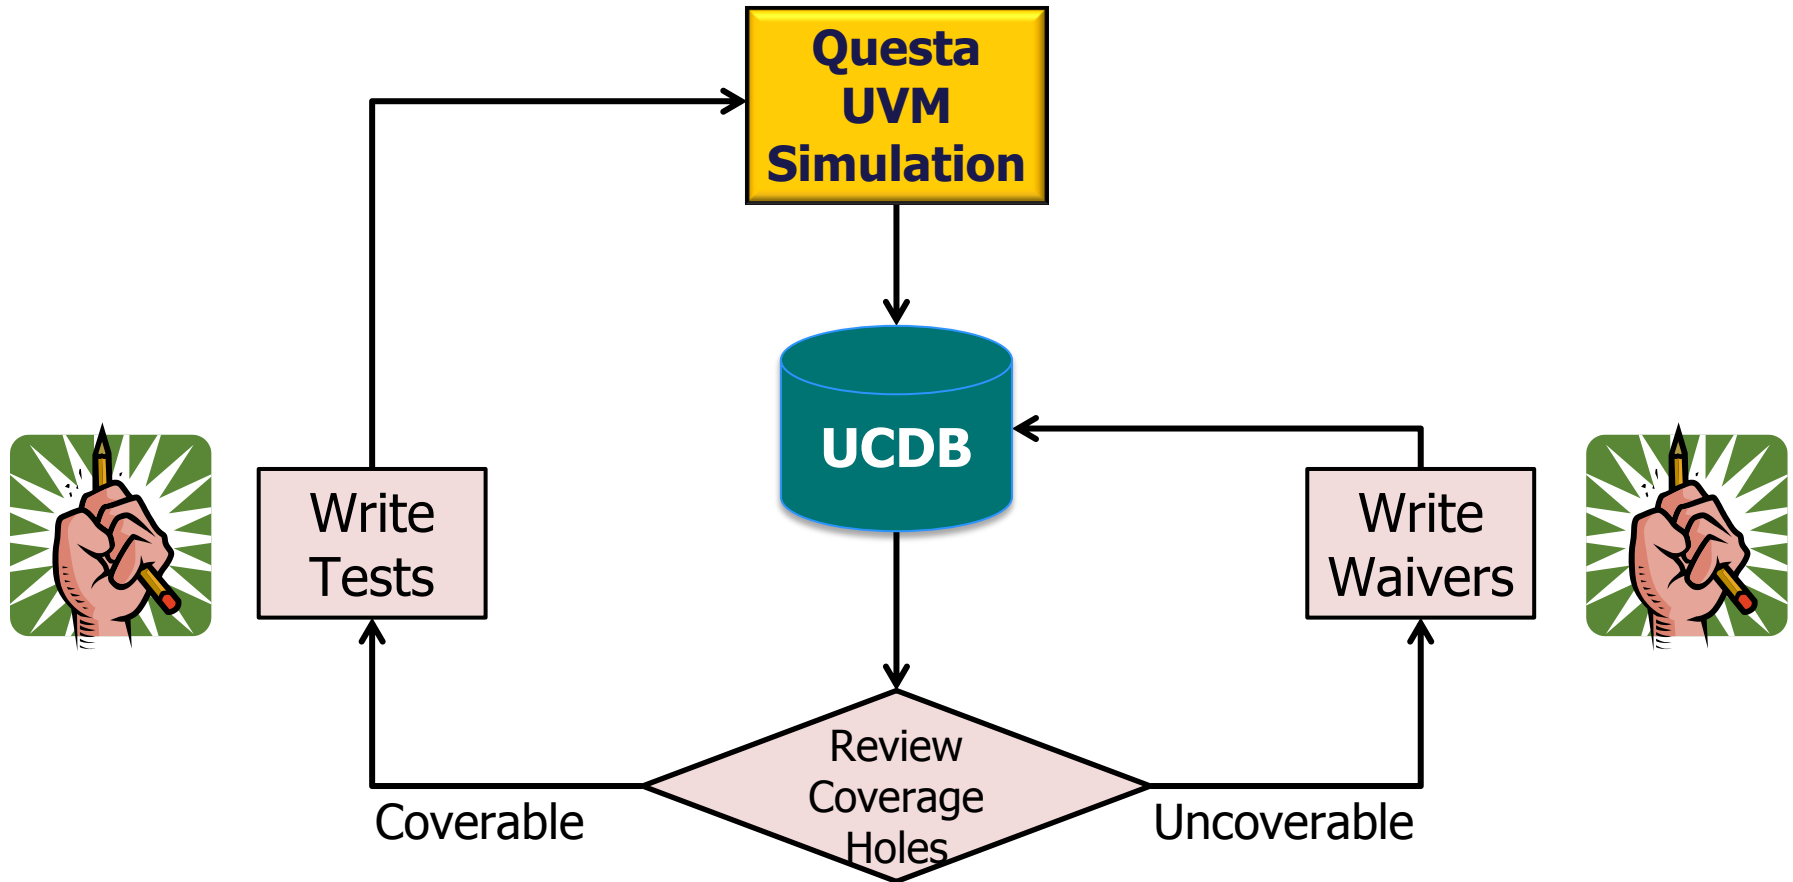 Questa
UVM
Simulation
UCDB
Write
Tests
Write
Waivers
Review
Coverage
Holes
Coverable
Uncoverable